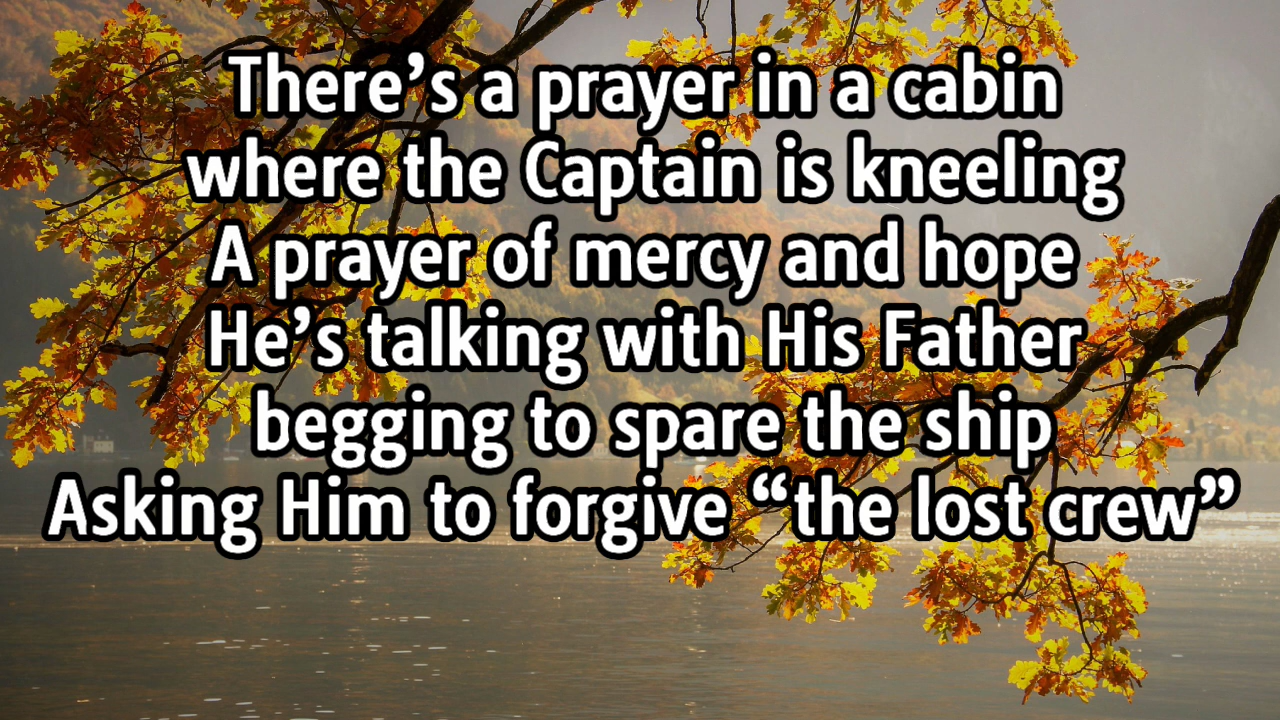 There’s a prayer in a cabin
where the Captain is kneeling
A prayer of mercy and hope
He’s talking with His Father
begging to spare the ship
Asking Him to forgive “the lost crew”